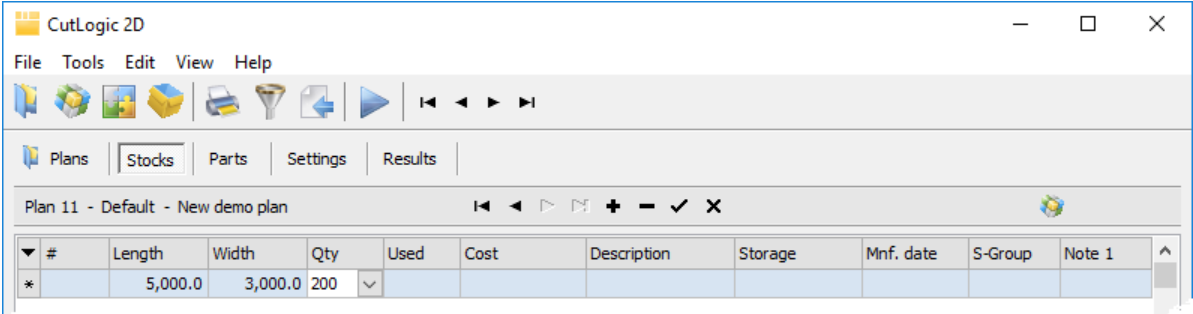 CutLogic 2D
File Tools Edit View Help
Plans Stocks Parts Settings Results
Plan 11 - Default - New demo plan
# Length Width Qty Used Cost Description Storage Mnf. date S-Group Note 1
* 5,000.0 3,000.0 200